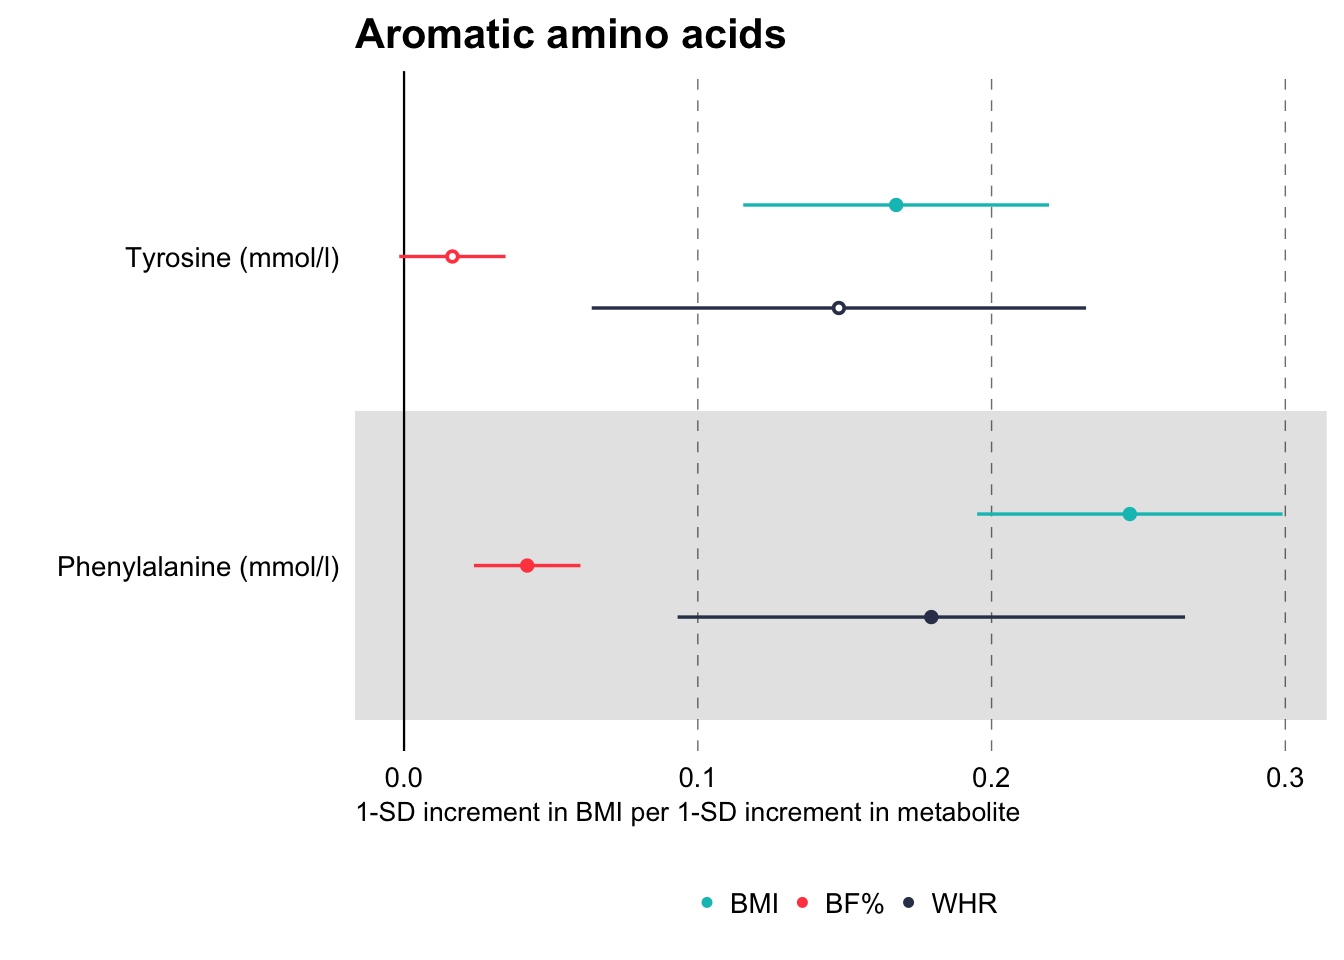 Aromatic amino acids
Tyrosine (mmol/l)
Phenylalanine (mmol/l)
0.0 0.1 0.2 0.3
1-SD increment in BMI per 1-SD increment in metabolite
BMI BF% WHR